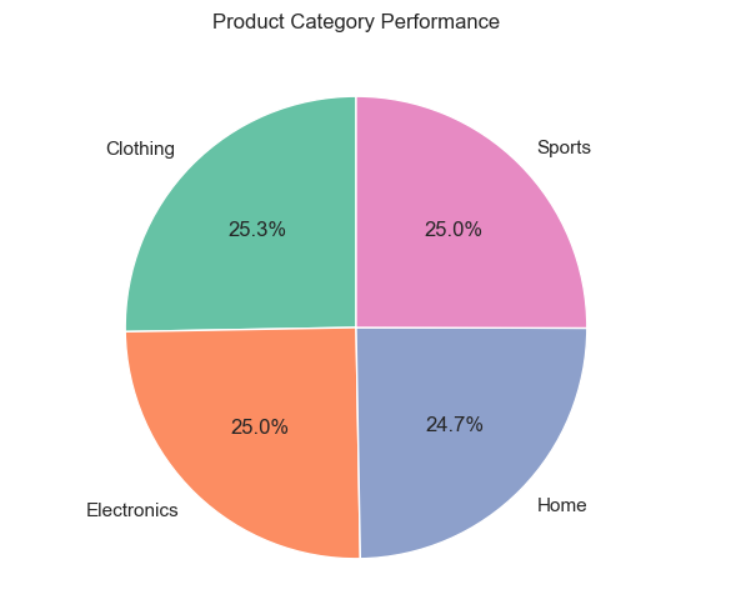 Product Category Performance
Clothing
Sports
25.3%
25.0%
25.0%
24.7%
Electronics
Home